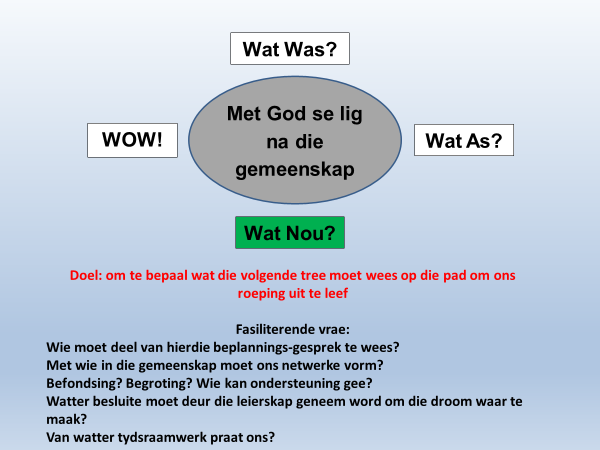 Wat Was?
Met God se lig
na die
gemeenskap
WOW!
Wat As?
Wat Nou?
Doel: om te bepaal wat die volgende tree moet wees op die pad om ons
roeping uit te leef
Fasiliterende vrae:
Wie moet deel van hierdie beplannings-gesprek te wees?
Met wie in die gemeenskap moet ons netwerke vorm?
Befondsing? Begroting? Wie kan ondersteuning gee?
Watter besluite moet deur die leierskap geneem word om die droom waar te
maak?
Van watter tydsraamwerk praat ons?